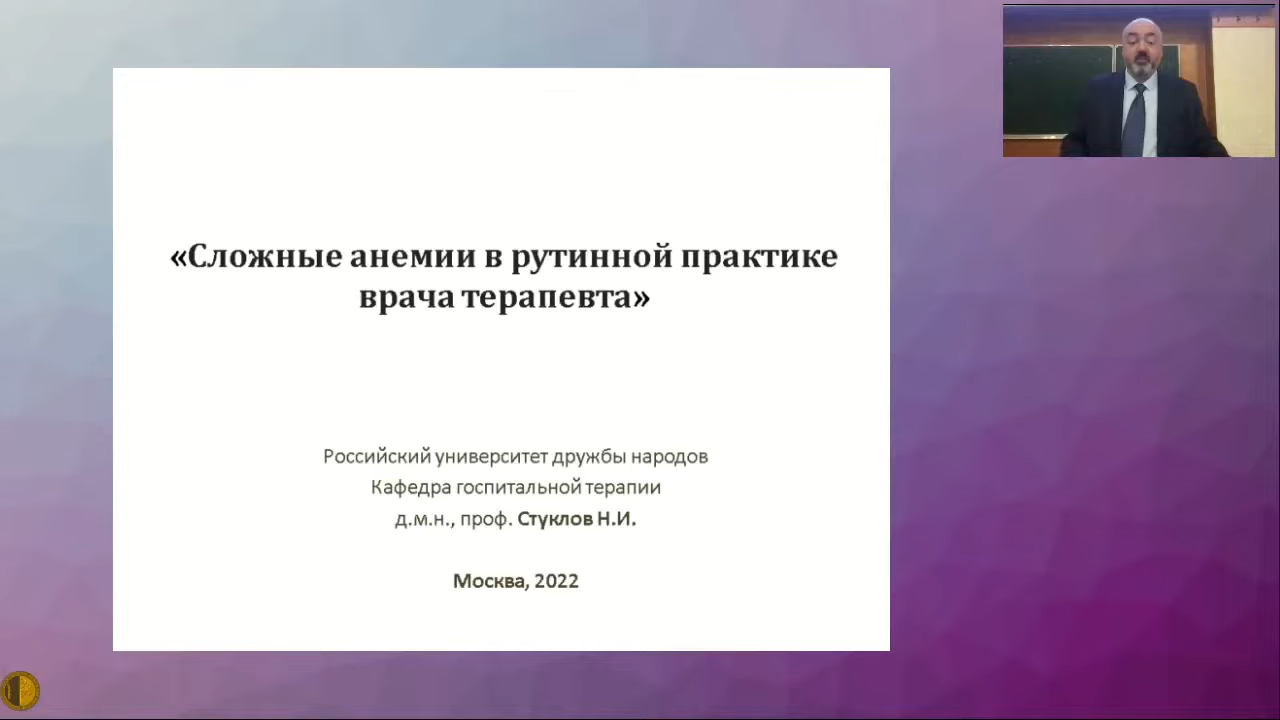 «Сложные анемии в рутинной практике
врача терапевта»
Российский университет дружбы народов
Кафедра госпитальной терапии
д.м.н., проф. Стуклов Н.И.
Москва, 2022